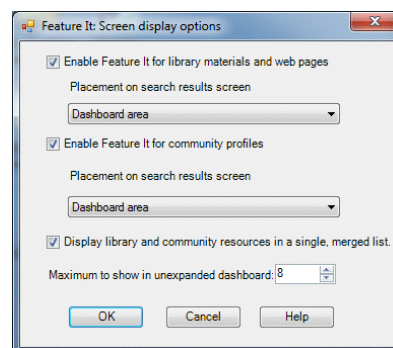 Feature It: Screen display options
Enable Feature It for library materials and web pages
Placement on search results screen
Dashboard area
Enable Feature It for community profiles
Placement on search results screen
Dashboard area
Display library and community resources in a single, merged list.
Maximum to show in unexpanded dashboard: 8
OK Cancel Help